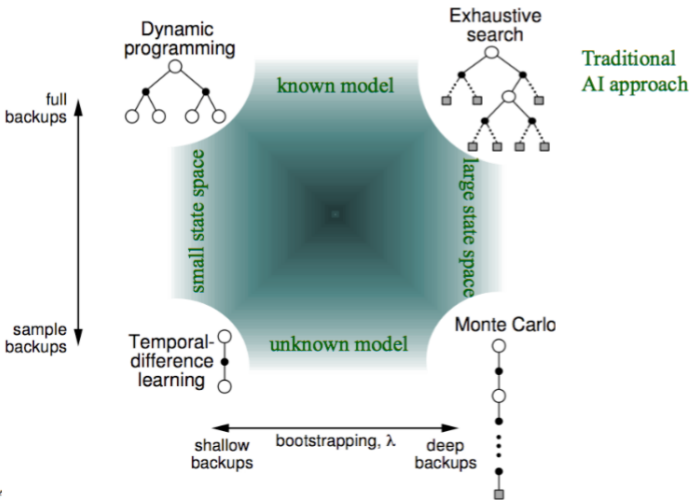 Dynamic
programming
Exhaustive
search
Traditional
AI approach
known model
full
backups
small state space
large state space
sample
backups
Temporal-
difference
learning
unknown model
Monte Carlo
bootstrapping, λ
shallow
backups
deep
backups